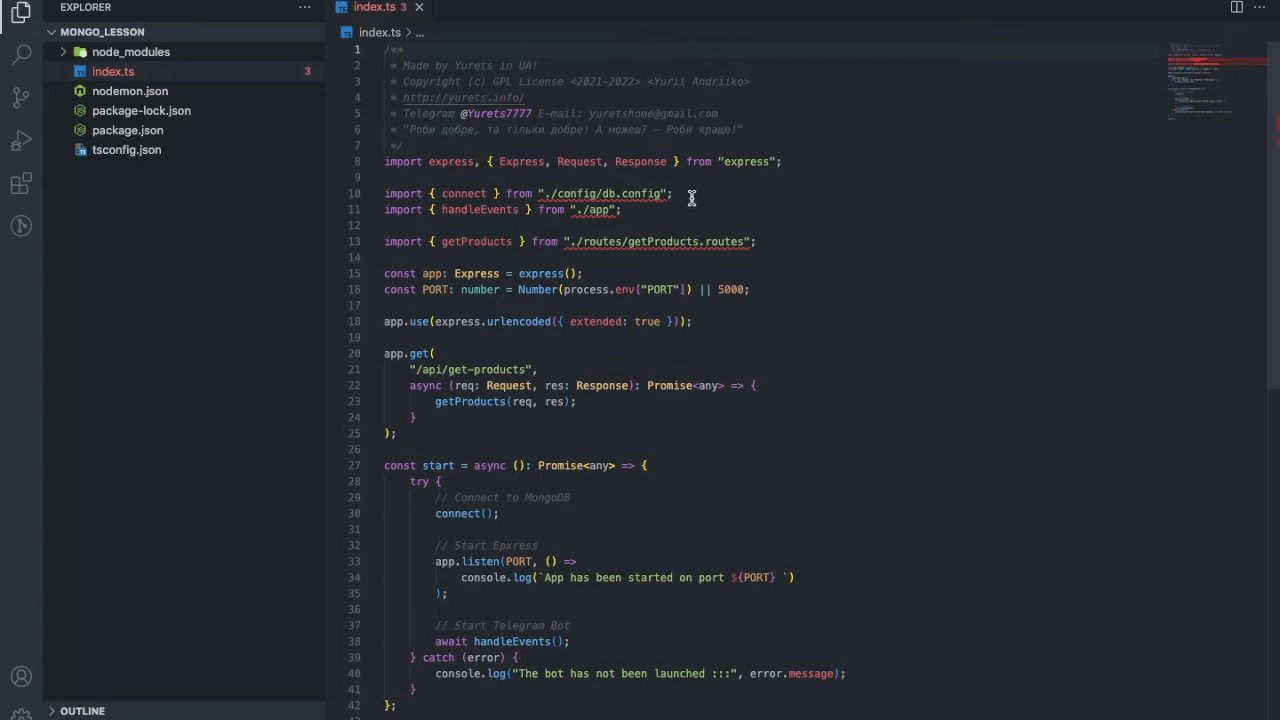 EXPLORER
MONGO_LESSON
node_modules
index.ts 3
nodemon.json
package-lock.json
package.json
tsconfig.json
OUTLINE
index.ts 3
index.ts > ...
1 /**
2 * Made by Yurets in UA!
3 * Copyright (c) GPL License <2021-2022> <Yurii Andriiko>
4 * http://yurets.info/
5 * Telegram @Yurets7777 E-mail: yuretshome@gmail.com
6 * "Роби добре, та тільки добре! А можеш? - Роби краще!"
7 */
8 import express, { Express, Request, Response } from "express";
9
10 import { connect } from "./config/db.config";
11 import { handleEvents } from "./app";
12
13 import { getProducts } from "./routes/getProducts.routes";
14
15 const app: Express = express();
16 const PORT: number = Number(process.env["PORT"]) || 5000;
17
18 app.use(express.urlencoded({ extended: true }));
19
20 app.get(
21 "/api/get-products",
22 async (req: Request, res: Response): Promise<any> => {
23 getProducts(req, res);
24 }
25 );
26
27 const start = async (): Promise<any> => {
28 try {
29 // Connect to MongoDB
30 connect();
31
32 // Start Epxress
33 app.listen(PORT, () =>
34 console.log(`App has been started on port ${PORT} `)
35 );
36
37 // Start Telegram Bot
38 await handleEvents();
39 } catch (error) {
40 console.log("The bot has not been launched :::", error.message);
41 }
42 };